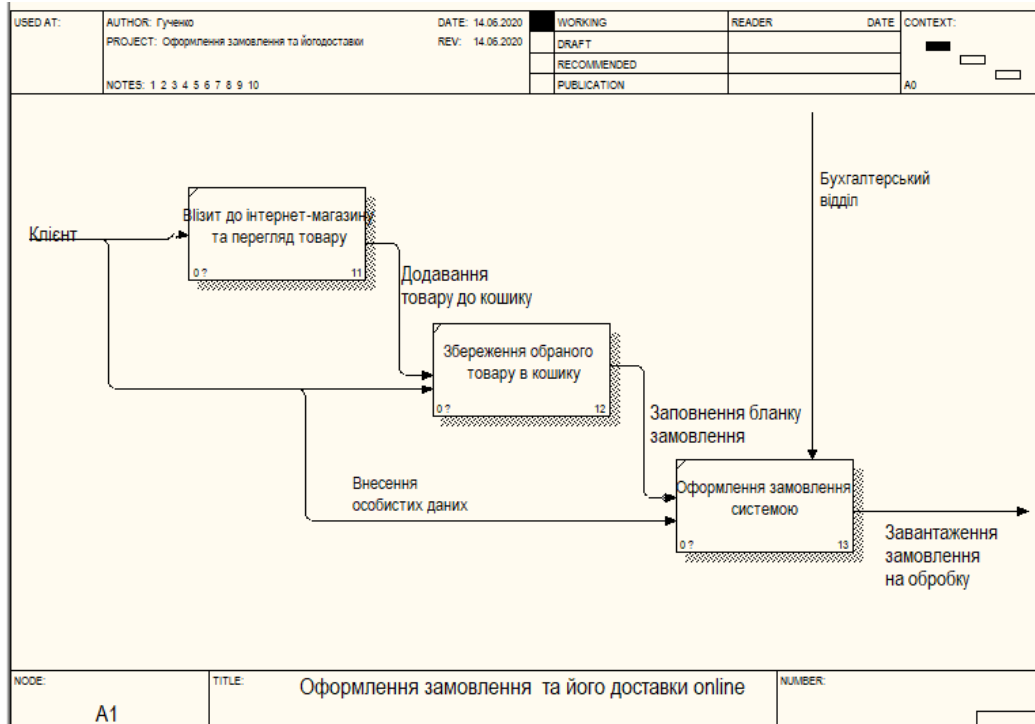 USED AT:
AUTHOR: Гученко
DATE: 14.06.2020
WORKING
READER
DATE
CONTEXT:
PROJECT: Оформлення замовлення та йогодоставки
REV: 14.06.2020
DRAFT
RECOMMENDED
NOTES: 1 2 3 4 5 6 7 8 9 10
PUBLICATION
A0
Бухгалтерський
відділ
Клієнт
ВІізит до інтернет-магазину
та перегляд товару
0 ?
11
Додавання
товару до кошику
Збереження обраного
товару в кошику
0 ?
12
Заповнення бланку
замовлення
Внесення
особистих даних
Оформлення замовлення
системою
0 ?
13
Завантаження
замовлення
на обробку
NODE:
A1
TITLE:
Оформлення замовлення та його доставки online
NUMBER: